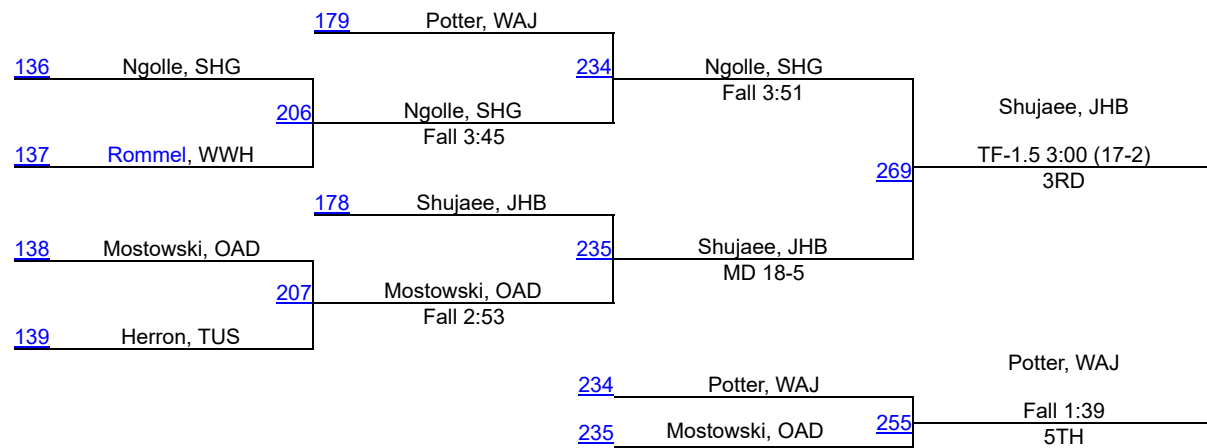 179 Potter, WAJ
136 Ngolle, SHG
234 Ngolle, SHG
Fall 3:51
206 Ngolle, SHG
Fall 3:45
137 Rommel, WWH
Shujaee, JHB
269 TF-1.5 3:00 (17-2)
3RD
178 Shujaee, JHB
138 Mostowski, OAD
235 Shujaee, JHB
MD 18-5
207 Mostowski, OAD
Fall 2:53
139 Herron, TUS
Potter, WAJ
234 Potter, WAJ
255 Fall 1:39
5TH
235 Mostowski, OAD